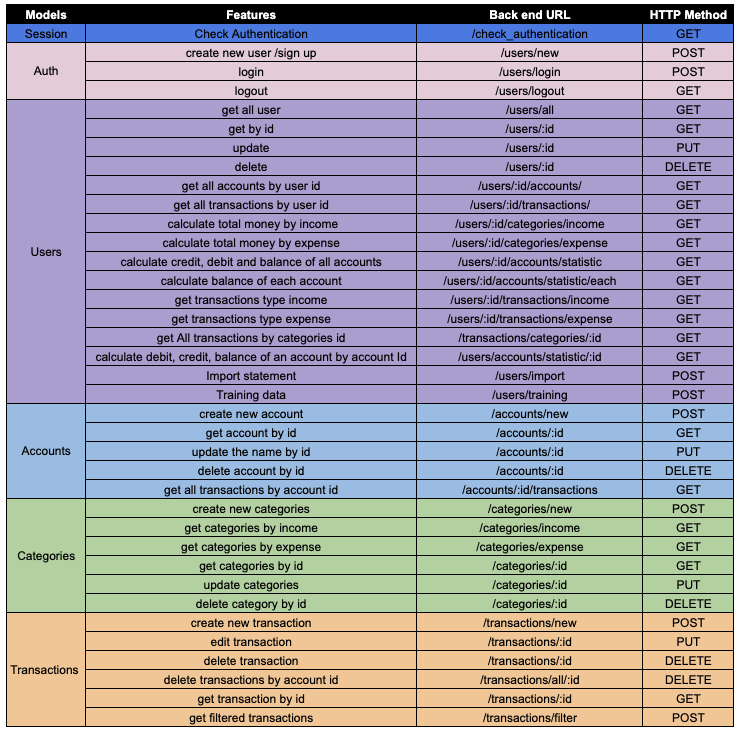 Models Features Back end URL HTTP Method
Session Check Authentication /check_authentication GET
create new user /sign up /users/new POST
Auth login /users/login POST
logout /users/logout GET
get all user /users/all GET
get by id /users/:id GET
update /users/:id PUT
delete /users/:id DELETE
get all accounts by user id /users/:id/accounts/ GET
get all transactions by user id /users/:id/transactions/ GET
calculate total money by income /users/:id/categories/income GET
Users calculate total money by expense /users/:id/categories/expense GET
calculate credit, debit and balance of all accounts /users/:id/accounts/statistic GET
calculate balance of each account /users/:id/accounts/statistic/each GET
get transactions type income /users/:id/transactions/income GET
get transactions type expense /users/:id/transactions/expense GET
get All transactions by categories id /transactions/categories/:id GET
calculate debit, credit, balance of an account by account Id /users/accounts/statistic/:id GET
Import statement /users/import POST
Training data /users/training POST
create new account /accounts/new POST
get account by id /accounts/:id GET
Accounts update the name by id /accounts/:id PUT
delete account by id /accounts/:id DELETE
get all transactions by account id /accounts/:id/transactions GET
create new categories /categories/new POST
get categories by income /categories/income GET
Categories get categories by expense /categories/expense GET
get categories by id /categories/:id GET
update categories /categories/:id PUT
delete category by id /categories/:id DELETE
create new transaction /transactions/new POST
edit transaction /transactions/:id PUT
Transactions delete transaction /transactions/:id DELETE
delete transactions by account id /transactions/all/:id DELETE
get transaction by id /transactions/:id GET
get filtered transactions /transactions/filter POST